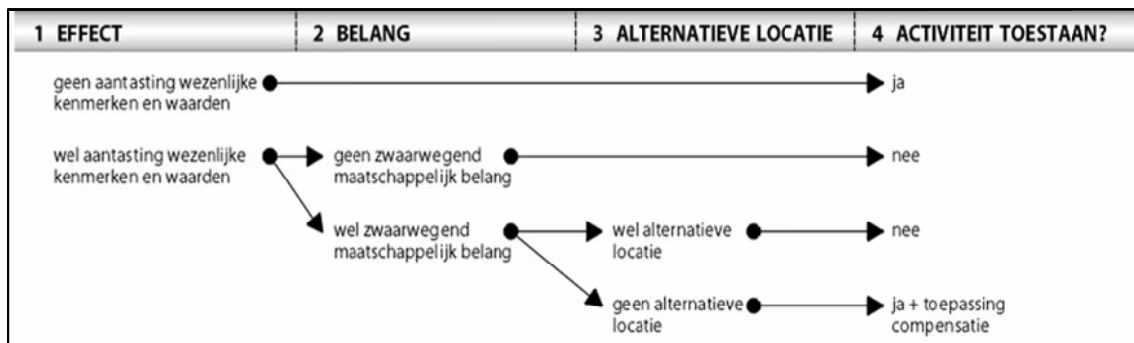 1 EFFECT
2 BELANG
3 ALTERNATIEVE LOCATIE
4 ACTIVITEIT TOESTAAN?
geen aantasting wezenlijke
kenmerken en waarden
ja
wel aantasting wezenlijke
kenmerken en waarden
geen zwaarwegend
maatschappelijk belang
nee
wel zwaarwegend
maatschappelijk belang
wel alternatieve
locatie
nee
geen alternatieve
locatie
ja + toepassing
compensatie